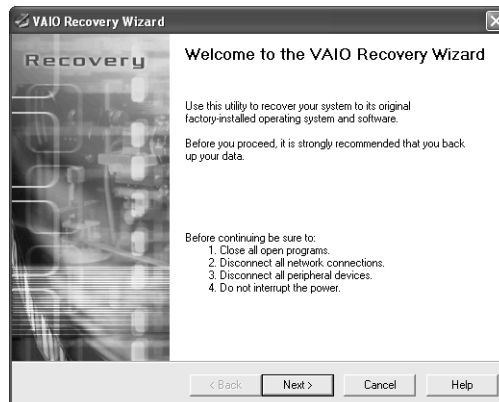 VAIO Recovery Wizard
Recovery
Welcome to the VAIO Recovery Wizard
Use this utility to recover your system to its original
factory-installed operating system and software.
Before you proceed, it is strongly recommended that you back
up your data.
Before continuing be sure to:
1. Close all open programs.
2. Disconnect all network connections.
3. Disconnect all peripheral devices.
4. Do not interrupt the power.
< Back
Next >
Cancel
Help